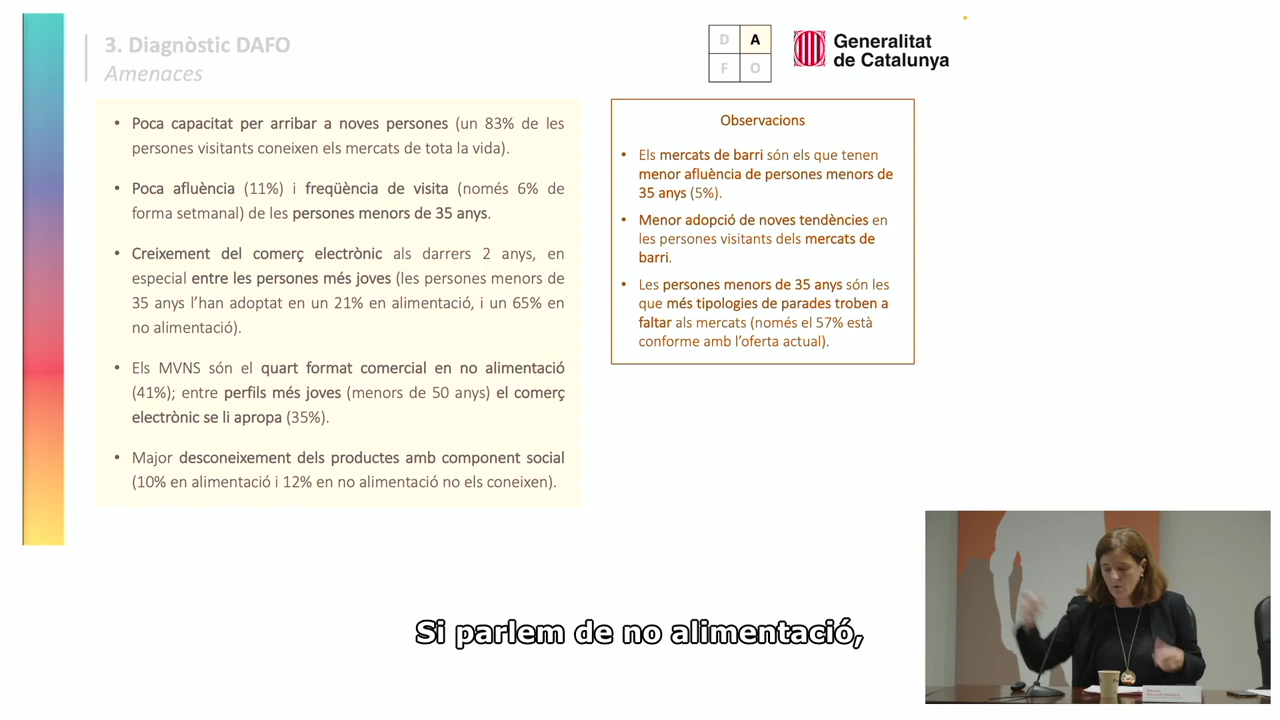 3. Diagnòstic DAFO
Amenaces
D A
F O
Generalitat
de Catalunya
• Poca capacitat per arribar a noves persones (un 83% de les
persones visitants coneixen els mercats de tota la vida).
• Poca afluència (11%) i freqüència de visita (només 6% de
forma setmanal) de les persones menors de 35 anys.
• Creixement del comerç electrònic als darrers 2 anys, en
especial entre les persones més joves (les persones menors de
35 anys l’han adoptat en un 21% en alimentació, i un 65% en
no alimentació).
• Els MVNS són el quart format comercial en no alimentació
(41%); entre perfils més joves (menors de 50 anys) el comerç
electrònic se li apropa (35%).
• Major desconeixement dels productes amb component social
(10% en alimentació i 12% en no alimentació no els coneixen).
Observacions
• Els mercats de barri són els que tenen
menor afluència de persones menors de
35 anys (5%).
• Menor adopció de noves tendències en
les persones visitants dels mercats de
barri.
• Les persones menors de 35 anys són les
que més tipologies de parades troben a
faltar als mercats (només el 57% està
conforme amb l’oferta actual).
Si parlem de no alimentació,